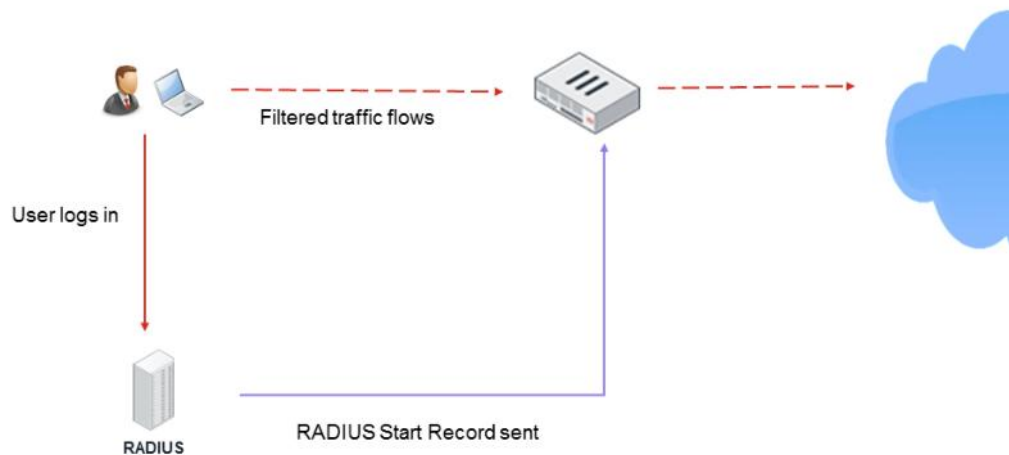 Filtered traffic flows
User logs in
RADIUS
RADIUS Start Record sent